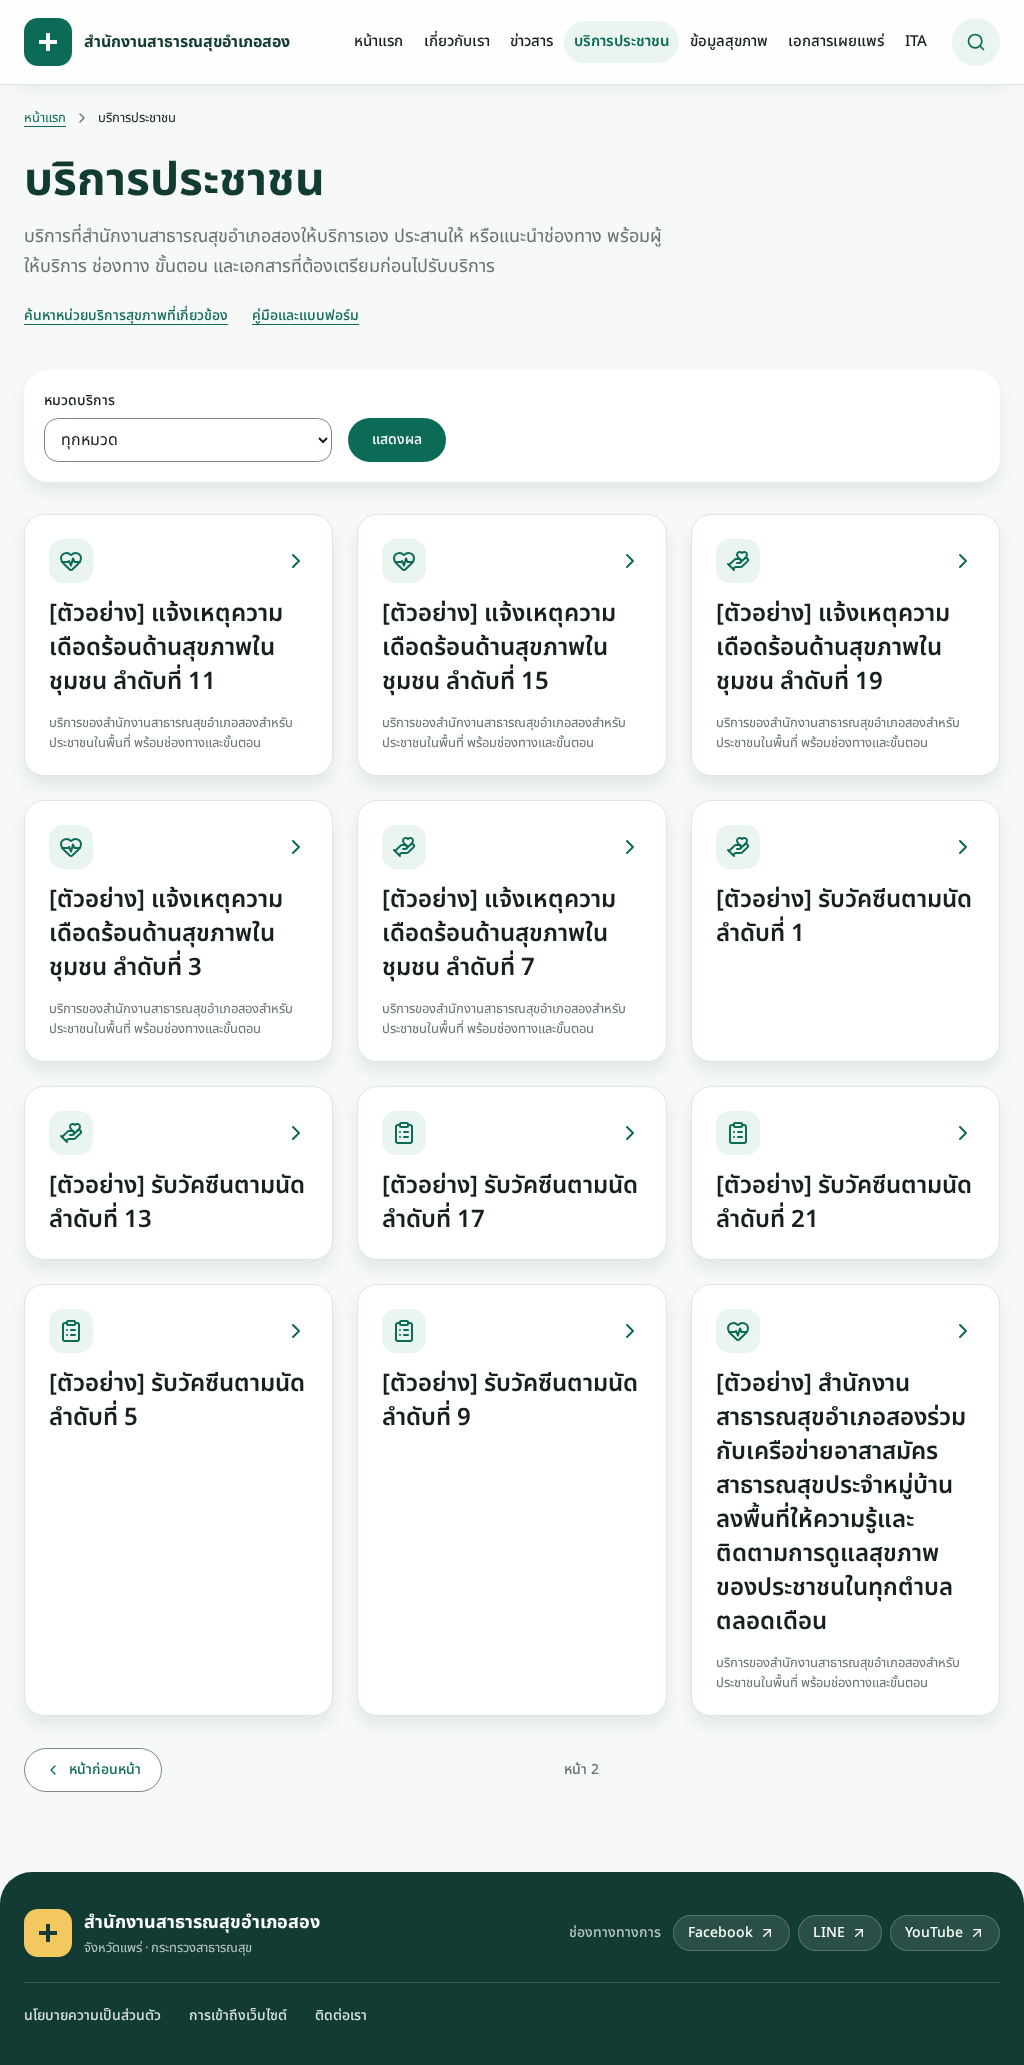 สำนักงานสาธารณสุขอำเภอสอง
หน้าแรก
เกี่ยวกับเรา
ข่าวสาร
บริการประชาชน
ข้อมูลสุขภาพ
เอกสารเผยแพร่
ITA
หน้าแรก
บริการประชาชน
บริการประชาชน
บริการที่สำนักงานสาธารณสุขอำเภอสองให้บริการเอง ประสานให้ หรือแนะนำช่องทาง พร้อมผู้
ให้บริการ ช่องทาง ขั้นตอน และเอกสารที่ต้องเตรียมก่อนไปรับบริการ
ค้นหาหน่วยบริการสุขภาพที่เกี่ยวข้อง
คู่มือและแบบฟอร์ม
หมวดบริการ
ทุกหมวด
แสดงผล
[ตัวอย่าง] แจ้งเหตุความ
เดือดร้อนด้านสุขภาพใน
ชุมชน ลำดับที่ 11
บริการของสำนักงานสาธารณสุขอำเภอสองสำหรับ
ประชาชนในพื้นที่ พร้อมช่องทางและขั้นตอน
[ตัวอย่าง] แจ้งเหตุความ
เดือดร้อนด้านสุขภาพใน
ชุมชน ลำดับที่ 15
บริการของสำนักงานสาธารณสุขอำเภอสองสำหรับ
ประชาชนในพื้นที่ พร้อมช่องทางและขั้นตอน
[ตัวอย่าง] แจ้งเหตุความ
เดือดร้อนด้านสุขภาพใน
ชุมชน ลำดับที่ 19
บริการของสำนักงานสาธารณสุขอำเภอสองสำหรับ
ประชาชนในพื้นที่ พร้อมช่องทางและขั้นตอน
[ตัวอย่าง] แจ้งเหตุความ
เดือดร้อนด้านสุขภาพใน
ชุมชน ลำดับที่ 3
บริการของสำนักงานสาธารณสุขอำเภอสองสำหรับ
ประชาชนในพื้นที่ พร้อมช่องทางและขั้นตอน
[ตัวอย่าง] แจ้งเหตุความ
เดือดร้อนด้านสุขภาพใน
ชุมชน ลำดับที่ 7
บริการของสำนักงานสาธารณสุขอำเภอสองสำหรับ
ประชาชนในพื้นที่ พร้อมช่องทางและขั้นตอน
[ตัวอย่าง] รับวัคซีนตามนัด
ลำดับที่ 1
[ตัวอย่าง] รับวัคซีนตามนัด
ลำดับที่ 13
[ตัวอย่าง] รับวัคซีนตามนัด
ลำดับที่ 17
[ตัวอย่าง] รับวัคซีนตามนัด
ลำดับที่ 21
[ตัวอย่าง] รับวัคซีนตามนัด
ลำดับที่ 5
[ตัวอย่าง] รับวัคซีนตามนัด
ลำดับที่ 9
[ตัวอย่าง] สำนักงาน
สาธารณสุขอำเภอสองร่วม
กับเครือข่ายอาสาสมัคร
สาธารณสุขประจำหมู่บ้าน
ลงพื้นที่ให้ความรู้และ
ติดตามการดูแลสุขภาพ
ของประชาชนในทุกตำบล
ตลอดเดือน
บริการของสำนักงานสาธารณสุขอำเภอสองสำหรับ
ประชาชนในพื้นที่ พร้อมช่องทางและขั้นตอน
หน้าก่อนหน้า
หน้า 2
สำนักงานสาธารณสุขอำเภอสอง
จังหวัดแพร่ · กระทรวงสาธารณสุข
ช่องทางทางการ
Facebook
LINE
YouTube
นโยบายความเป็นส่วนตัว
การเข้าถึงเว็บไซต์
ติดต่อเรา